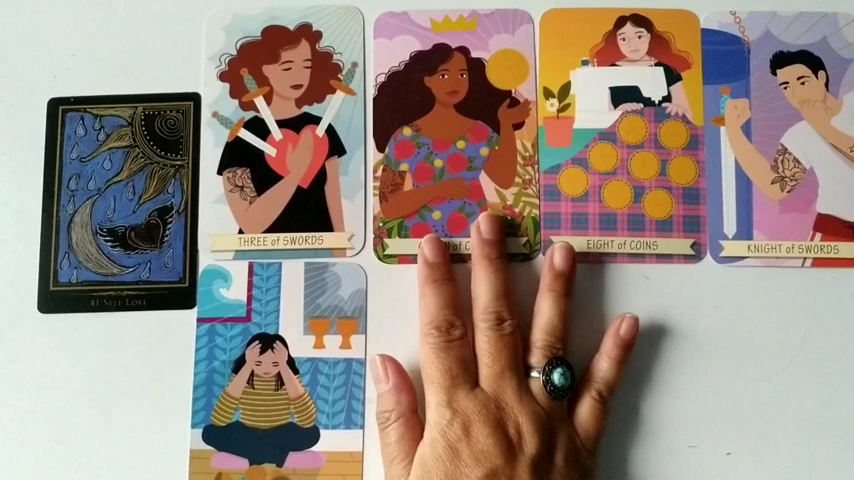 THREE of SWORDS
EIGHT of COINS
KNIGHT of SWORDS
41 SELF LOVE